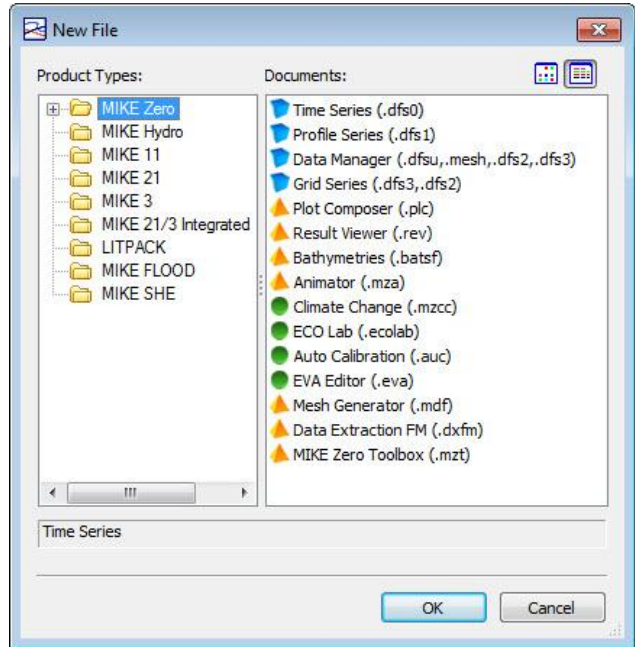 New File
Product Types:
Documents:
MIKE Zero
MIKE Hydro
MIKE 11
MIKE 21
MIKE 3
MIKE 21/3 Integrated
LITPACK
MIKE FLOOD
MIKE SHE
Time Series (.dfs0)
Profile Series (.dfs1)
Data Manager (.dfsu,.mesh,.dfs2,.dfs3)
Grid Series (.dfs3,.dfs2)
Plot Composer (.plc)
Result Viewer (.rev)
Bathymetries (.batsf)
Animator (.mza)
Climate Change (.mzcc)
ECO Lab (.ecolab)
Auto Calibration (.auc)
EVA Editor (.eva)
Mesh Generator (.mdf)
Data Extraction FM (.dxfm)
MIKE Zero Toolbox (.mzt)
Time Series
OK
Cancel